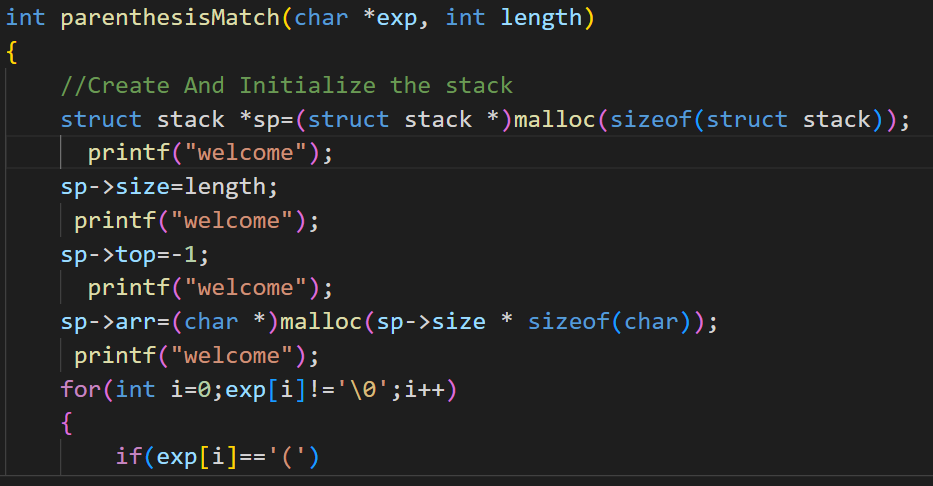 int parenthesisMatch(char *exp, int length)
{
    //Create And Initialize the stack
    struct stack *sp=(struct stack *)malloc(sizeof(struct stack));
      printf("welcome");
    sp->size=length;
     printf("welcome");
    sp->top=-1;
      printf("welcome");
    sp->arr=(char *)malloc(sp->size * sizeof(char));
     printf("welcome");
    for(int i=0;exp[i]!='\0';i++)
    {
        if(exp[i]=='(')